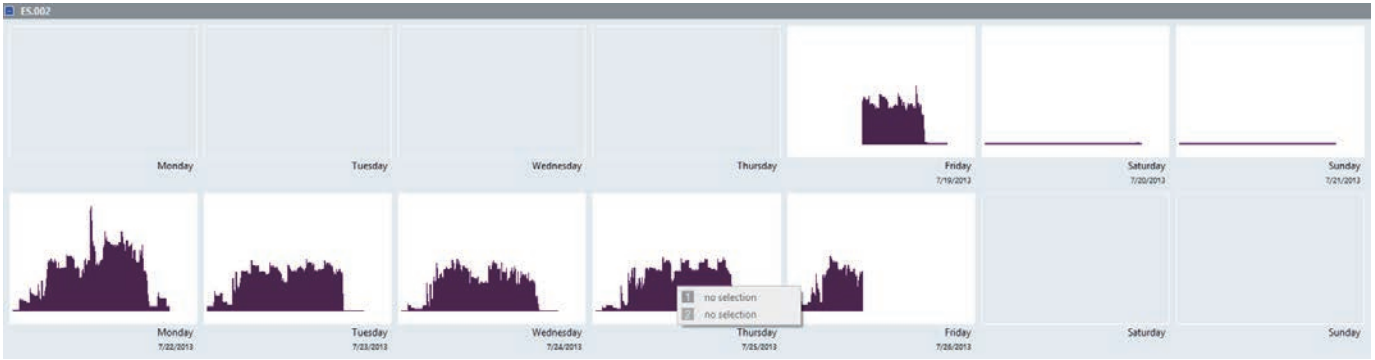 ES.002
Monday Tuesday Wednesday Thursday Friday Saturday Sunday
7/19/2013 7/20/2013 7/21/2013
1 no selection
2 no selection
Monday Tuesday Wednesday Thursday Friday Saturday Sunday
7/22/2013 7/23/2013 7/24/2013 7/25/2013 7/26/2013